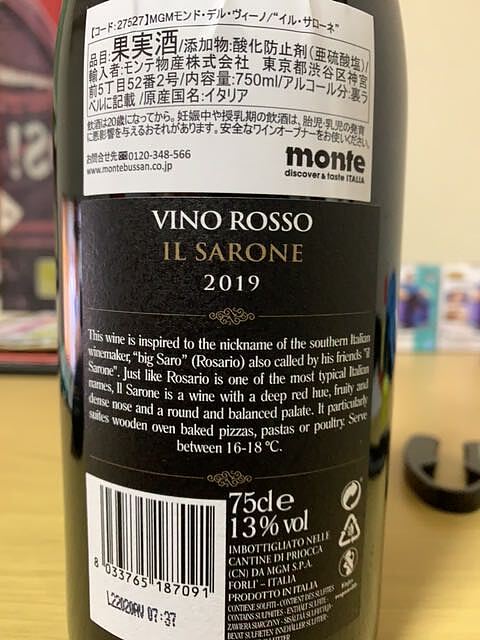 【コード:27527】MGMモンド・デル・ヴィーノ/“イル・サローネ”
品目:果実酒/添加物:酸化防止剤(亜硫酸塩)/
輸入者:モンテ物産株式会社 東京都渋谷区神宮
前5丁目52番2号/内容量:750ml/アルコール分:裏ラ
ベルに記載/原産国名:イタリア
飲酒は20歳になってから。妊娠中や授乳期の飲酒は、胎児・乳児の発育
に悪影響を与えるおそれがあります。安全なワインオープナーをお使いください。
お問合せ先☎0120-348-566
www.montebussan.co.jp
monte
discover & taste ITALIA
VINO ROSSO
IL SARONE
2019
This wine is inspired to the nickname of the southern Italian
winemaker, “big Saro” (Rosario) also called by his friends "il
Sarone". Just like Rosario is one of the most typical Italian
names, Il Sarone is a wine with a deep red hue, fruity and
dense nose and a round and balanced palate. It particularly
suites wooden oven baked pizzas, pastas or poultry. Serve
between 16-18 °C.
75cl e
13% vol
IMBOTTIGLIATO NELLE
CANTINE DI PRIOCCA
(CN) DA MGM S.P.A.
FORLI' - ITALIA
PRODOTTO IN ITALIA
CONTIENE SOLFITI - CONTIENT DES SULFITES
CONTAINS SULPHITES - ENTHÄLT SULFITE
8 033765 187091
L22020AV 07:37